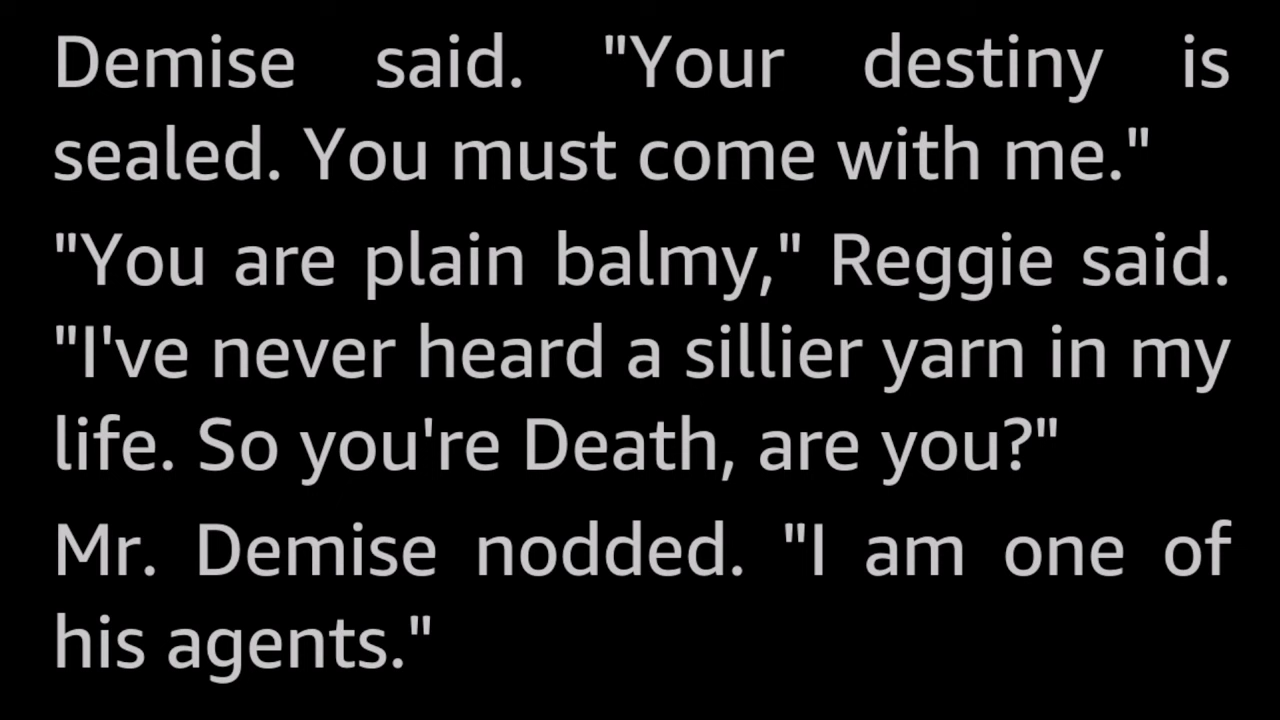 Demise said. "Your destiny is
sealed. You must come with me."
"You are plain balmy," Reggie said.
"I've never heard a sillier yarn in my
life. So you're Death, are you?"
Mr. Demise nodded. "I am one of
his agents."